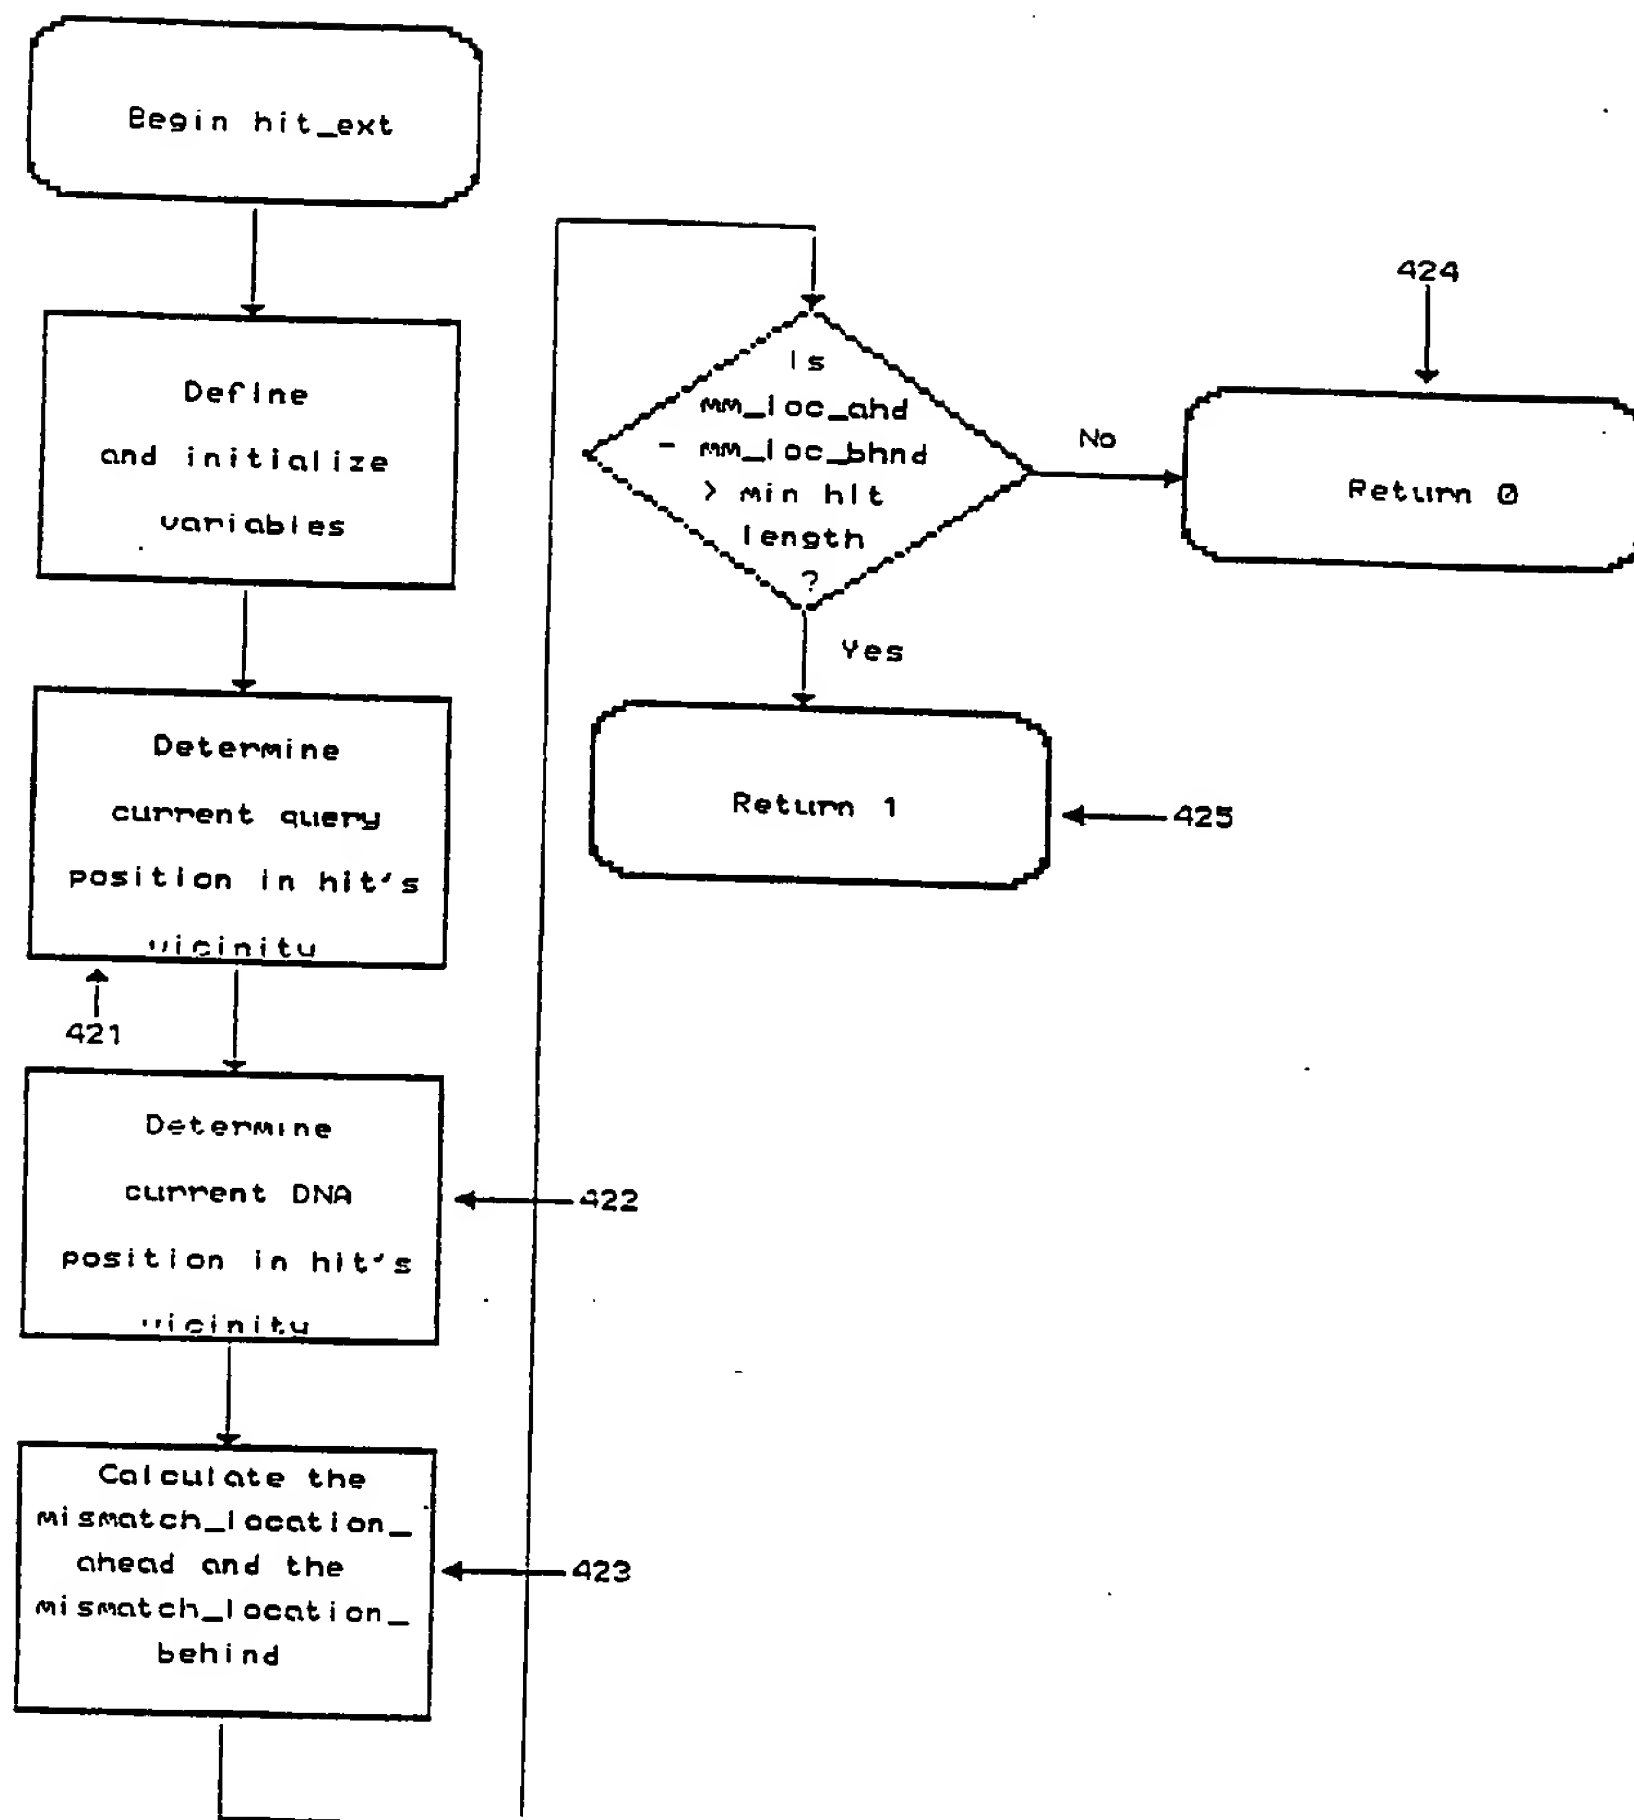 Begin hit_ext
Define
and initialize
variables
Determine
current query
position in hit's
vicinity
421
Determine
current DNA
position in hit's
vicinity
422
Calculate the
mismatch_location_
ahead and the
mismatch_location_
behind
423
Is
mm_loc_ahd
- mm_loc_bhnd
> min hit
length
?
No
424
Return 0
Yes
Return 1
425